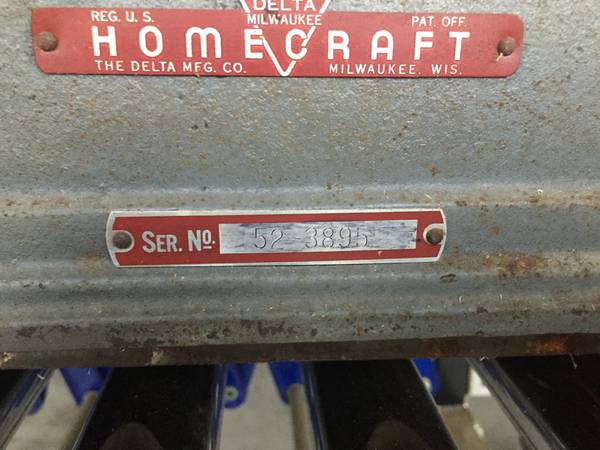 DELTA
REG. U. S. MILWAUKEE PAT. OFF.
HOMECRAFT
THE DELTA MFG. CO. MILWAUKEE, WIS.
SER. NO. 52 3895